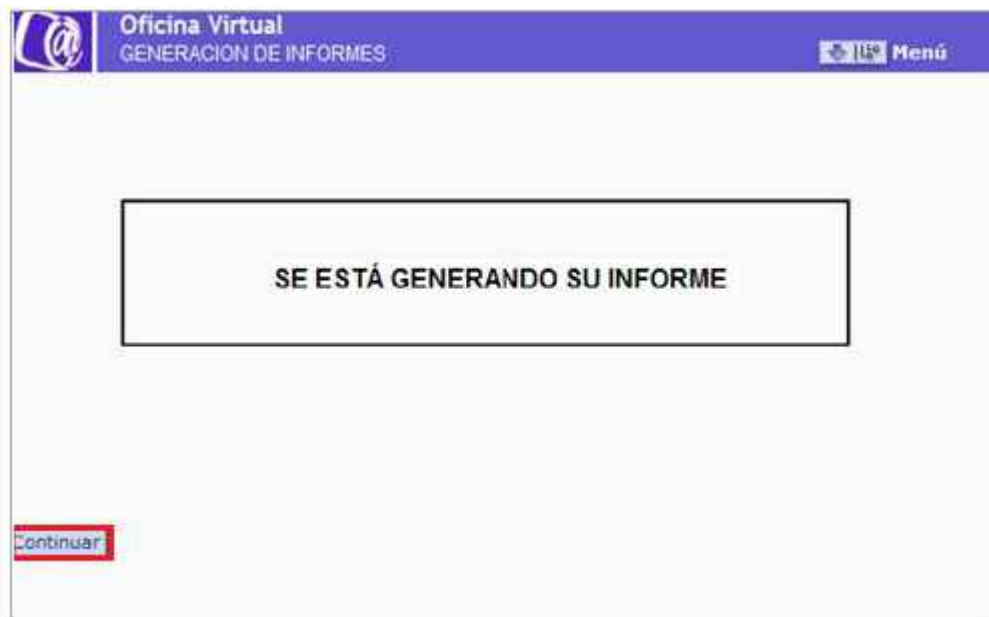 Oficina Virtual
GENERACION DE INFORMES
Menú
SE ESTÁ GENERANDO SU INFORME
Continuar